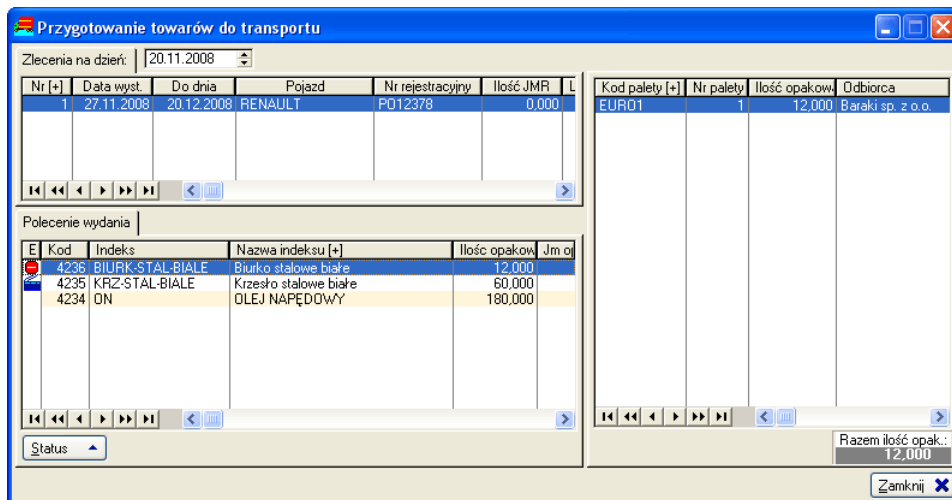 Przygotowanie towarów do transportu
Zlecenia na dzień: 20.11.2008
Nr [+] Data wyst. Do dnia Pojazd Nr rejestracyjny Ilość JMR L
1 27.11.2008 20.12.2008 RENAULT PO12378 0,000
Kod palety [+] Nr palety Ilość opakow. Odbiorca
EURO1 1 12,000 Baraki sp. z o.o.
Polecenie wydania
E Kod Indeks Nazwa indeksu [+] Ilośc opakow Jm op
4236 BIURK-STAL-BIALE Biurko stalowe białe 12,000
4235 KRZ-STAL-BIALE Krzesło stalowe białe 60,000
4234 ON OLEJ NAPĘDOWY 180,000
Status
Razem ilość opak.:
12,000
Zamknij